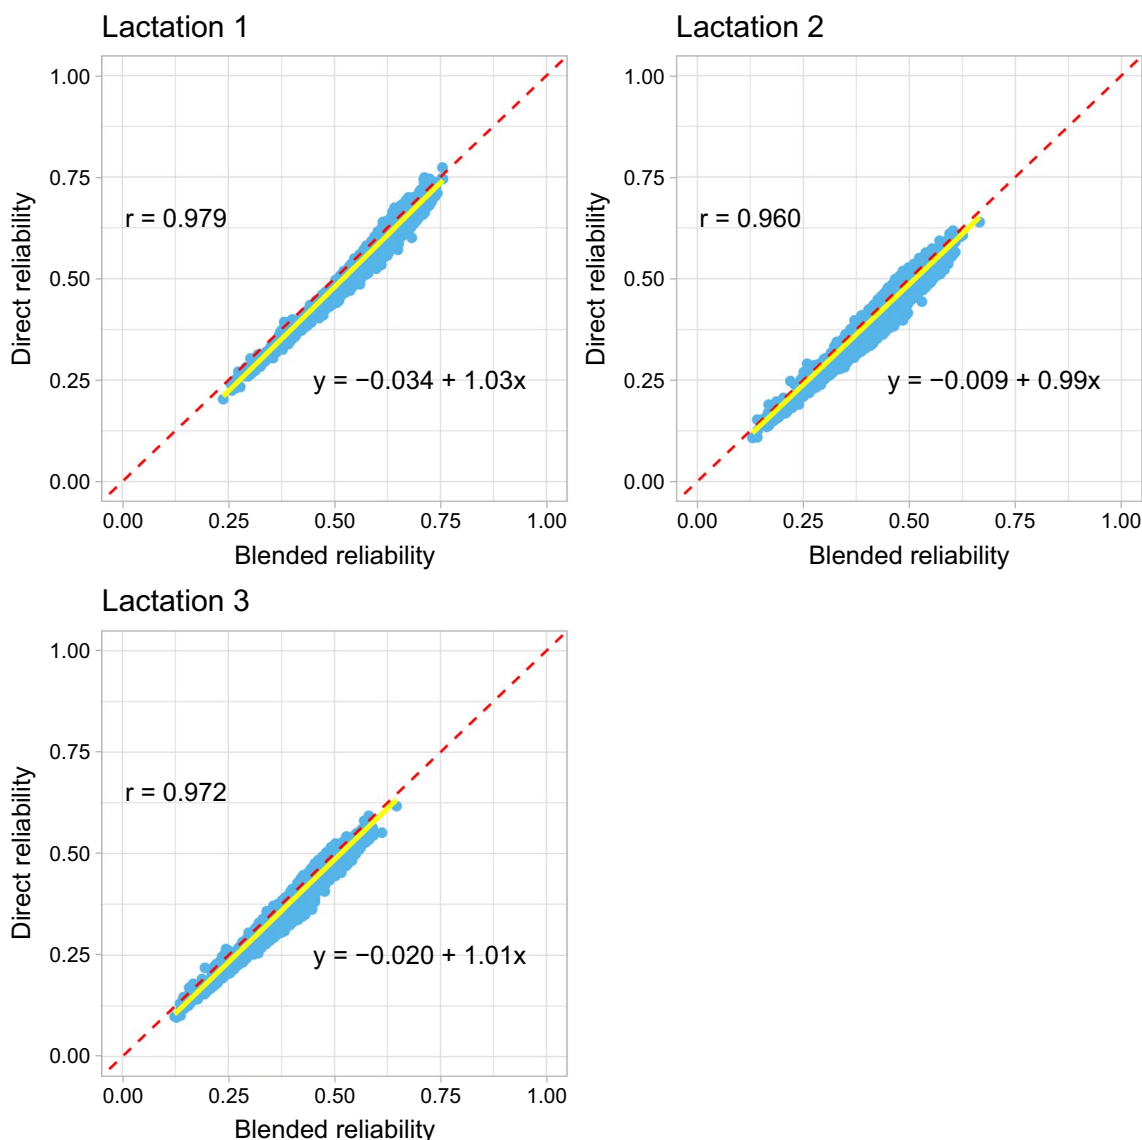 Lactation 1
1.00
0.75
0.50
0.25
0.00
Direct reliability
r = 0.979
y = −0.034 + 1.03x
0.00 0.25 0.50 0.75 1.00
Blended reliability
Lactation 2
1.00
0.75
0.50
0.25
0.00
Direct reliability
r = 0.960
y = −0.009 + 0.99x
0.00 0.25 0.50 0.75 1.00
Blended reliability
Lactation 3
1.00
0.75
0.50
0.25
0.00
Direct reliability
r = 0.972
y = −0.020 + 1.01x
0.00 0.25 0.50 0.75 1.00
Blended reliability